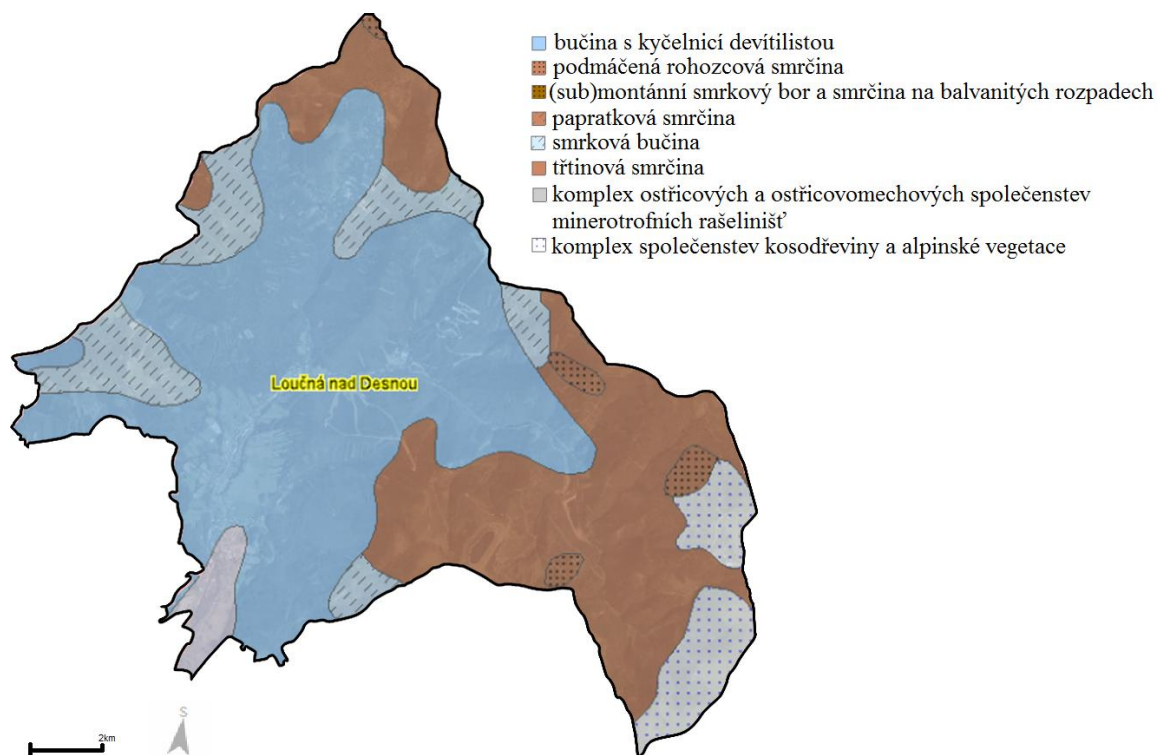 bučina s kyčelnicí devítilistou
podmáčená rohozcová smrčina
(sub)montánní smrkový bor a smrčina na balvanitých rozpadech
papratková smrčina
smrková bučina
třtinová smrčina
komplex ostřicových a ostřicovomechových společenstev
minerotrofních rašelinišť
komplex společenstev kosodřeviny a alpinské vegetace
Loučná nad Desnou
2km
S